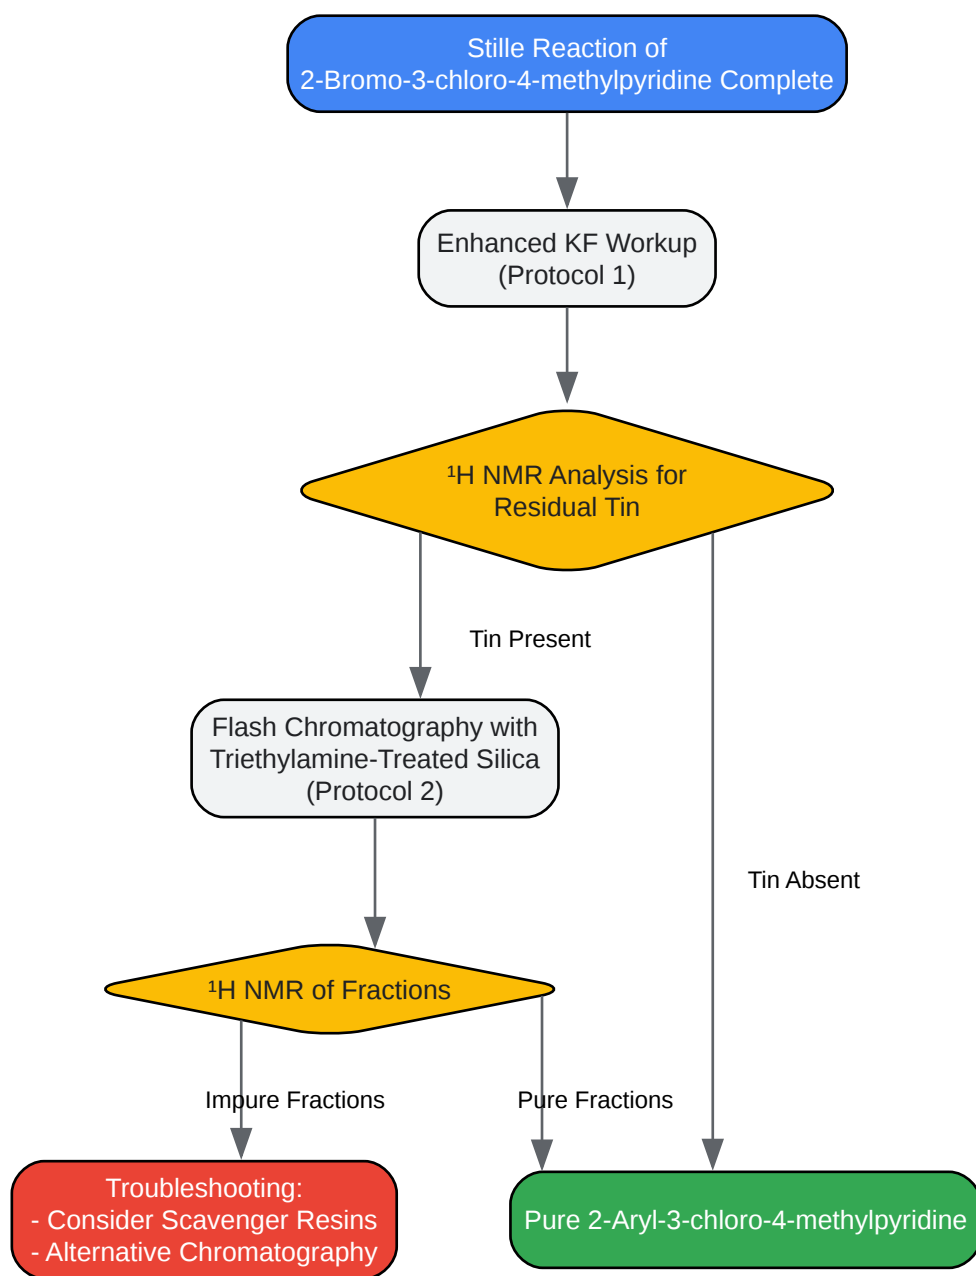 Stille Reaction of
2-Bromo-3-chloro-4-methylpyridine Complete
Enhanced KF Workup
(Protocol 1)
¹H NMR Analysis for
Residual Tin
Tin Present
Flash Chromatography with
Triethylamine-Treated Silica
(Protocol 2)
Tin Absent
¹H NMR of Fractions
Impure Fractions
Pure Fractions
Troubleshooting:
- Consider Scavenger Resins
- Alternative Chromatography
Pure 2-Aryl-3-chloro-4-methylpyridine